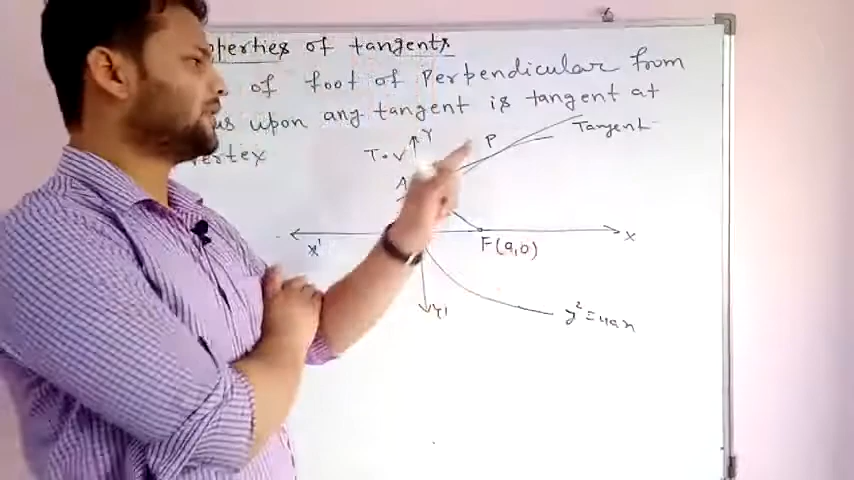 operties of tangents
of foot of Perpendicular from
us upon any tangent is tangent at
ertex
Y
P
Tangent
T.V
A
X'
F(a,0)
X
Y'
y² = 4ax